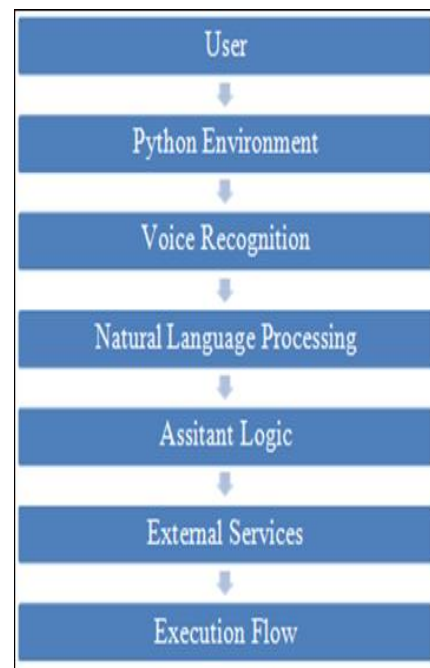 User
Python Environment
Voice Recognition
Natural Language Processing
Assitant Logic
External Services
Execution Flow